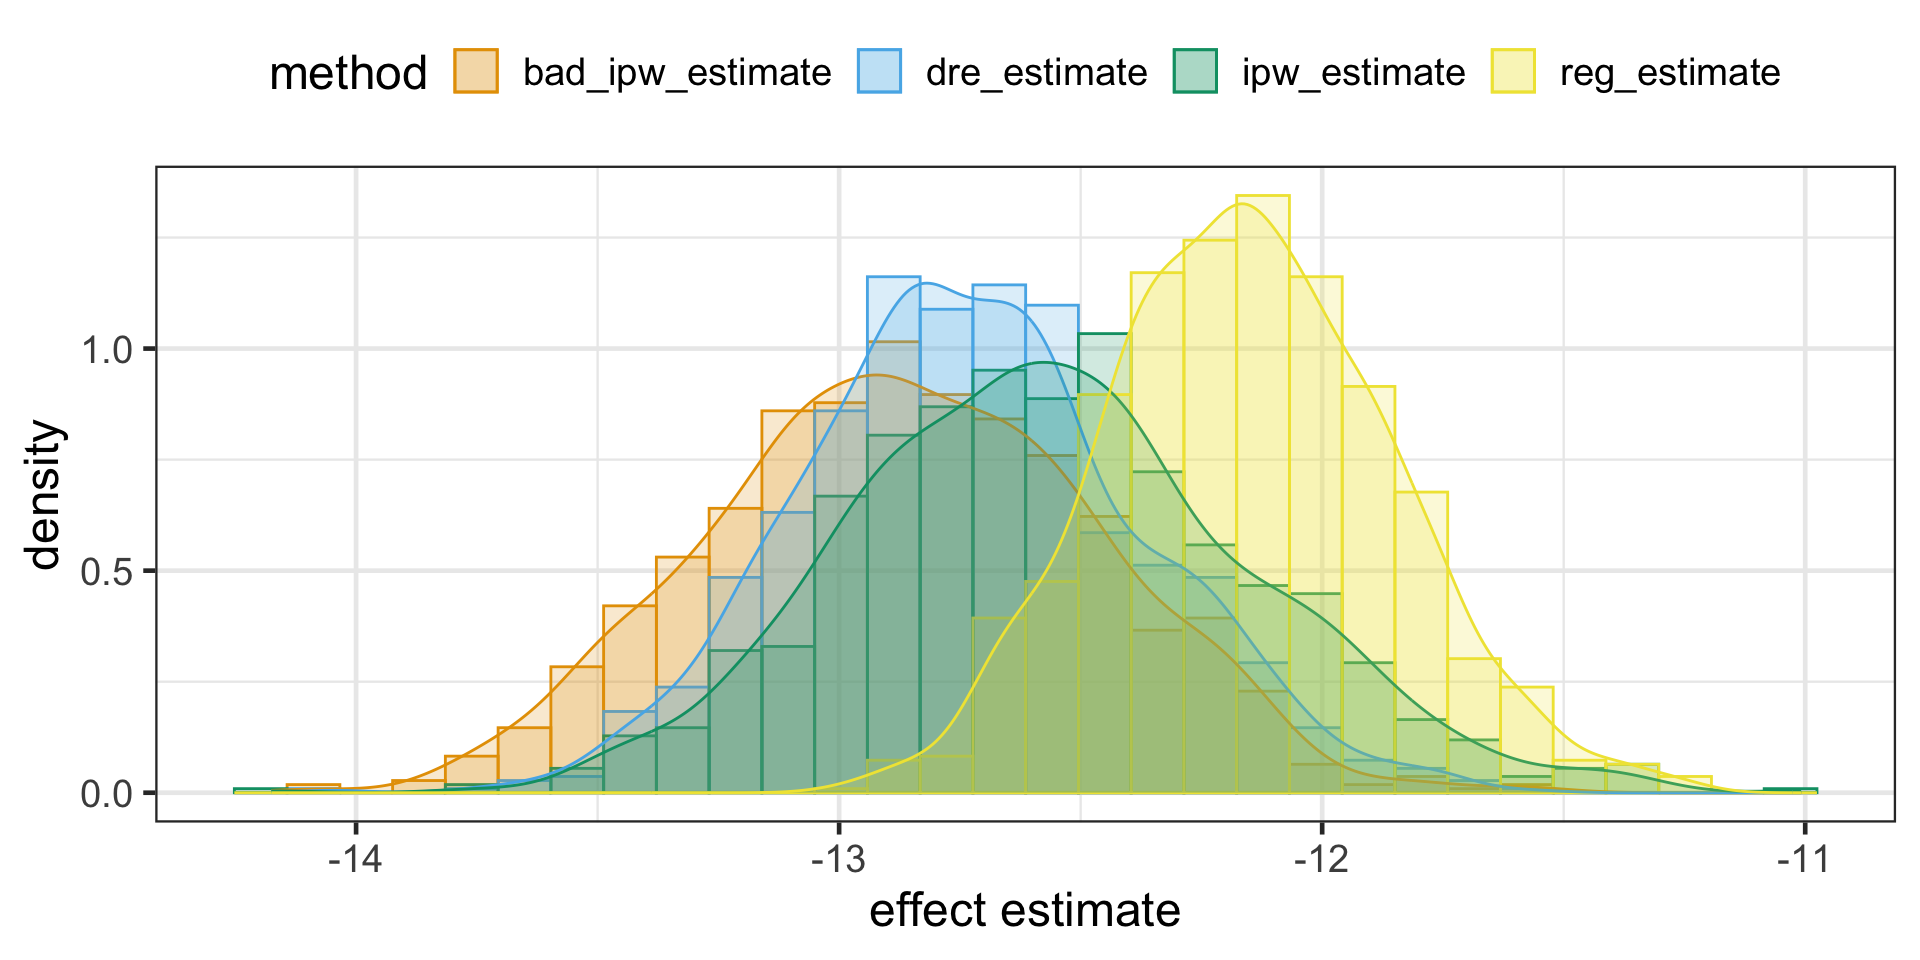 method bad_ipw_estimate dre_estimate ipw_estimate reg_estimate
density
1.0
0.5
0.0
-14 -13 -12 -11
effect estimate